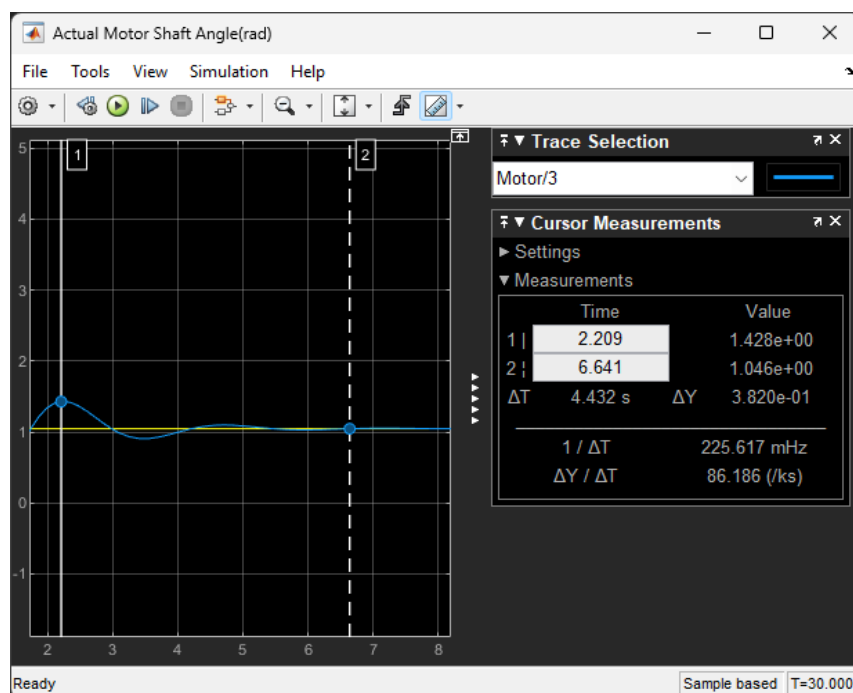 Actual Motor Shaft Angle(rad)
File Tools View Simulation Help
5
4
3
2
1
0
-1
1
2
2 3 4 5 6 7 8
Trace Selection
Motor/3
Cursor Measurements
Settings
Measurements
Time Value
1 | 2.209 1.428e+00
2 ¦ 6.641 1.046e+00
ΔT 4.432 s ΔY 3.820e-01
1 / ΔT 225.617 mHz
ΔY / ΔT 86.186 (/ks)
Ready Sample based T=30.000